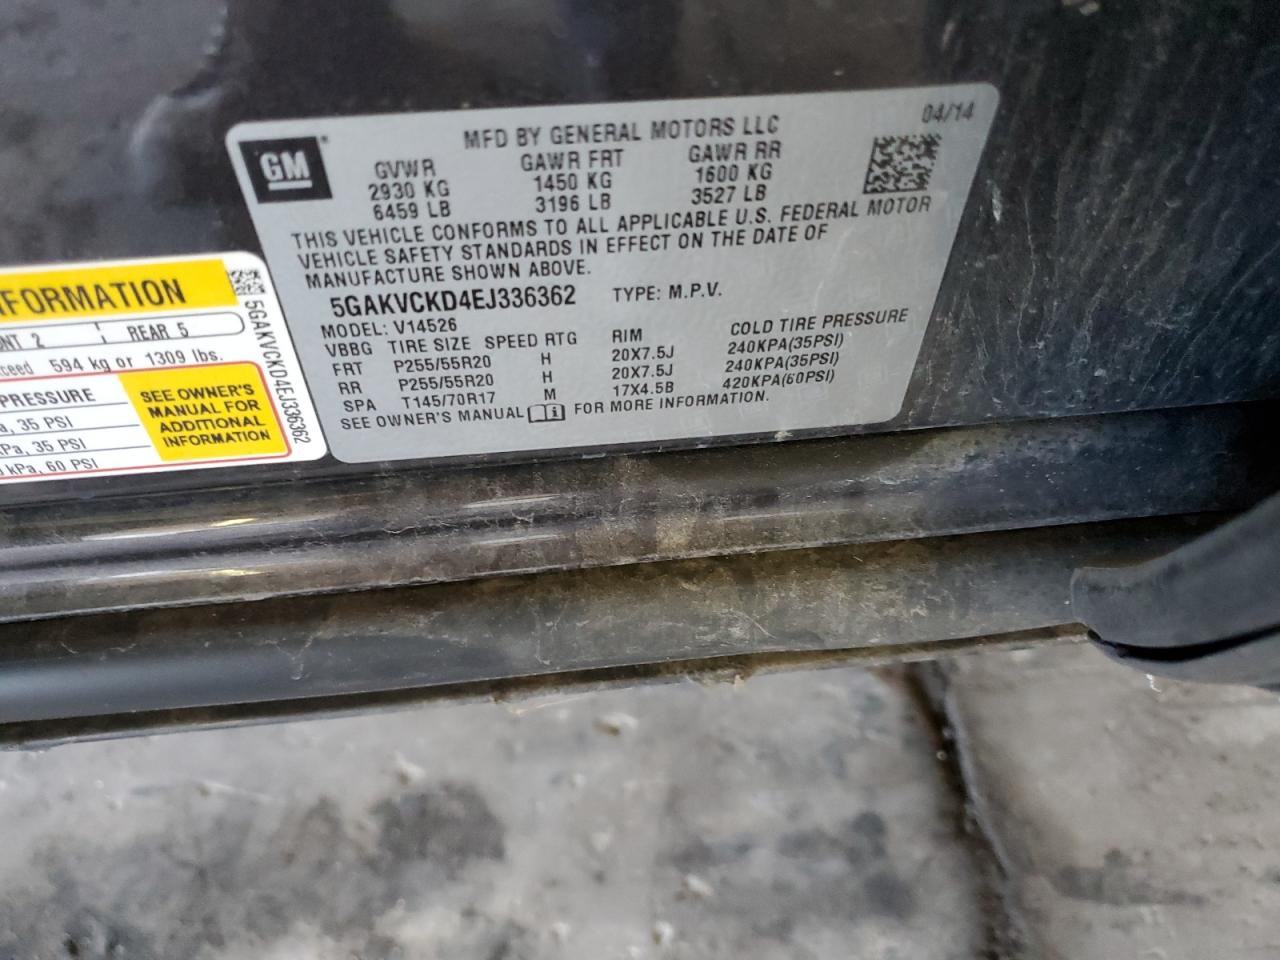 04/14
GM
MFD BY GENERAL MOTORS LLC
GVWR GAWR FRT GAWR RR
2930 KG 1450 KG 1600 KG
6459 LB 3196 LB 3527 LB
THIS VEHICLE CONFORMS TO ALL APPLICABLE U.S. FEDERAL MOTOR
VEHICLE SAFETY STANDARDS IN EFFECT ON THE DATE OF
MANUFACTURE SHOWN ABOVE.
5GAKVCKD4EJ336362 TYPE: M.P.V.
MODEL: V14526
VBBG TIRE SIZE SPEED RTG RIM COLD TIRE PRESSURE
FRT P255/55R20 H 20X7.5J 240KPA(35PSI)
RR P255/55R20 H 20X7.5J 240KPA(35PSI)
SPA T145/70R17 M 17X4.5B 420KPA(60PSI)
SEE OWNER'S MANUAL FOR MORE INFORMATION.
NFORMATION
NT 2 REAR 5
ceed 594 kg or 1309 lbs.
PRESSURE
a, 35 PSI
kPa, 35 PSI
kPa, 60 PSI
SEE OWNER'S
MANUAL FOR
ADDITIONAL
INFORMATION
5GAKVCKD4EJ336362